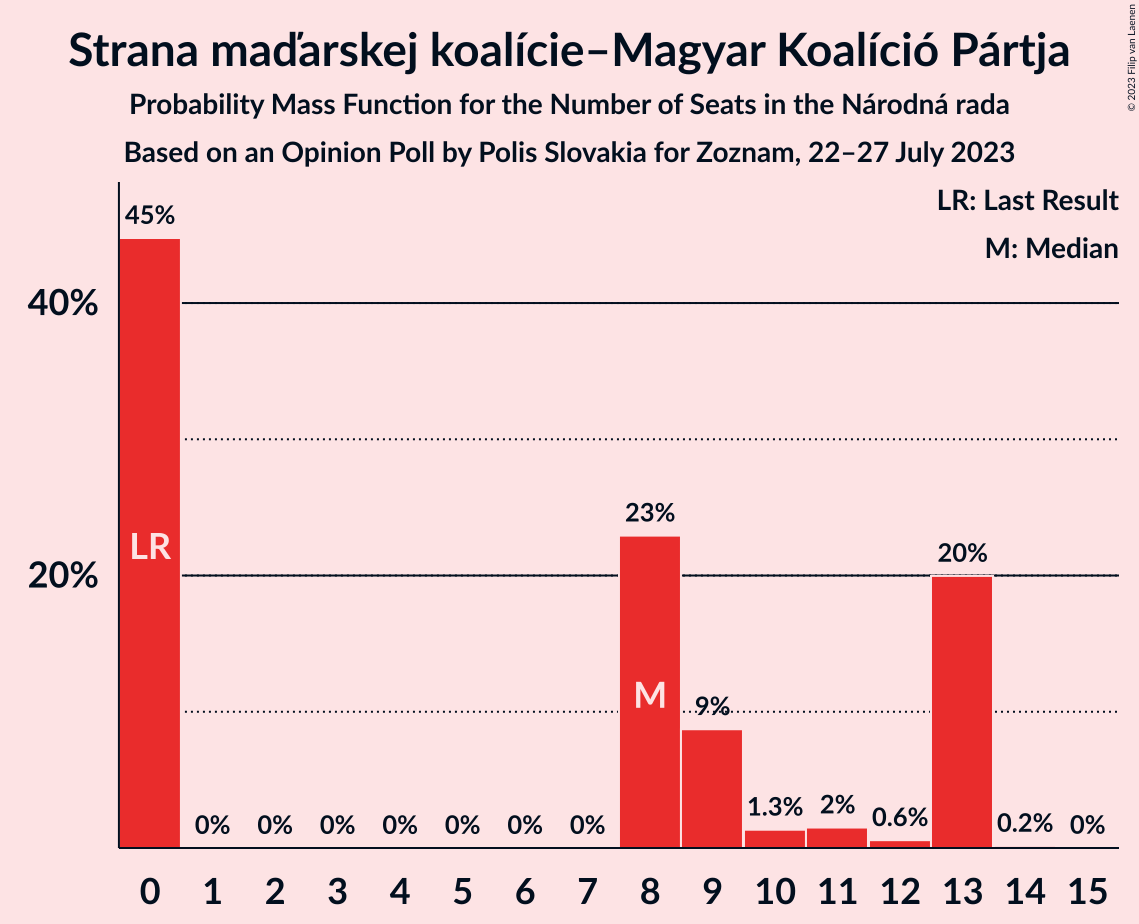 Strana maďarskej koalície–Magyar Koalíció Pártja
Probability Mass Function for the Number of Seats in the Národná rada
Based on an Opinion Poll by Polis Slovakia for Zoznam, 22–27 July 2023
© 2023 Filip van Laenen
LR: Last Result
M: Median
45%
40%
23%
20%
LR
20%
M
9%
0% 0% 0% 0% 0% 0% 0% 1.3% 2% 0.6% 0.2% 0%
0 1 2 3 4 5 6 7 8 9 10 11 12 13 14 15